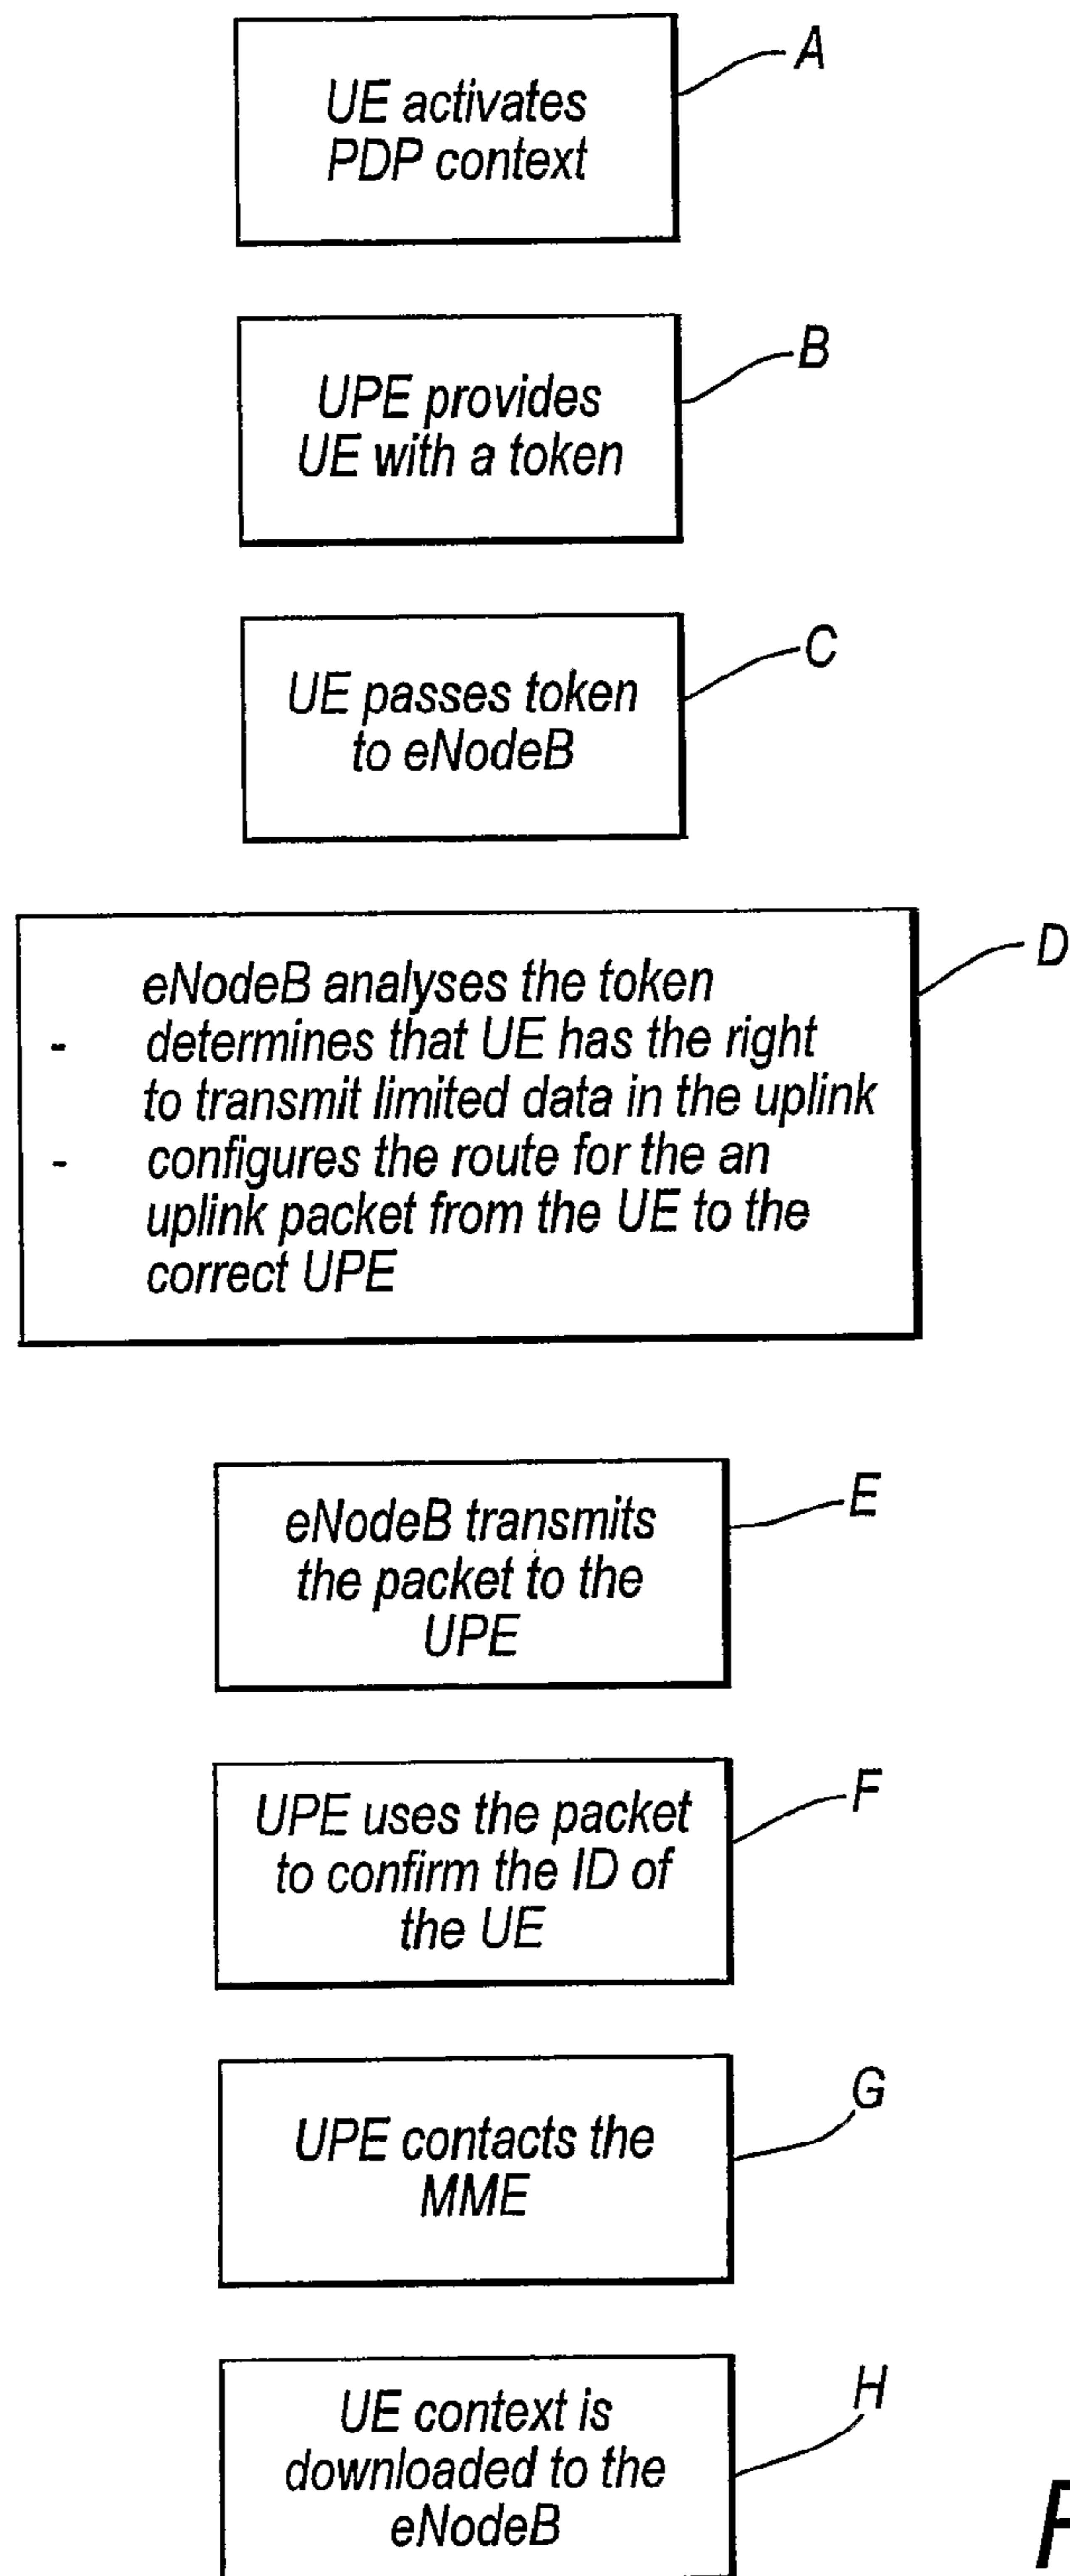 A
UE activates
PDP context
B
UPE provides
UE with a token
C
UE passes token
to eNodeB
D
eNodeB analyses the token
- determines that UE has the right
to transmit limited data in the uplink
- configures the route for the an
uplink packet from the UE to the
correct UPE
E
eNodeB transmits
the packet to the
UPE
F
UPE uses the packet
to confirm the ID of
the UE
G
UPE contacts the
MME
H
UE context is
downloaded to the
eNodeB